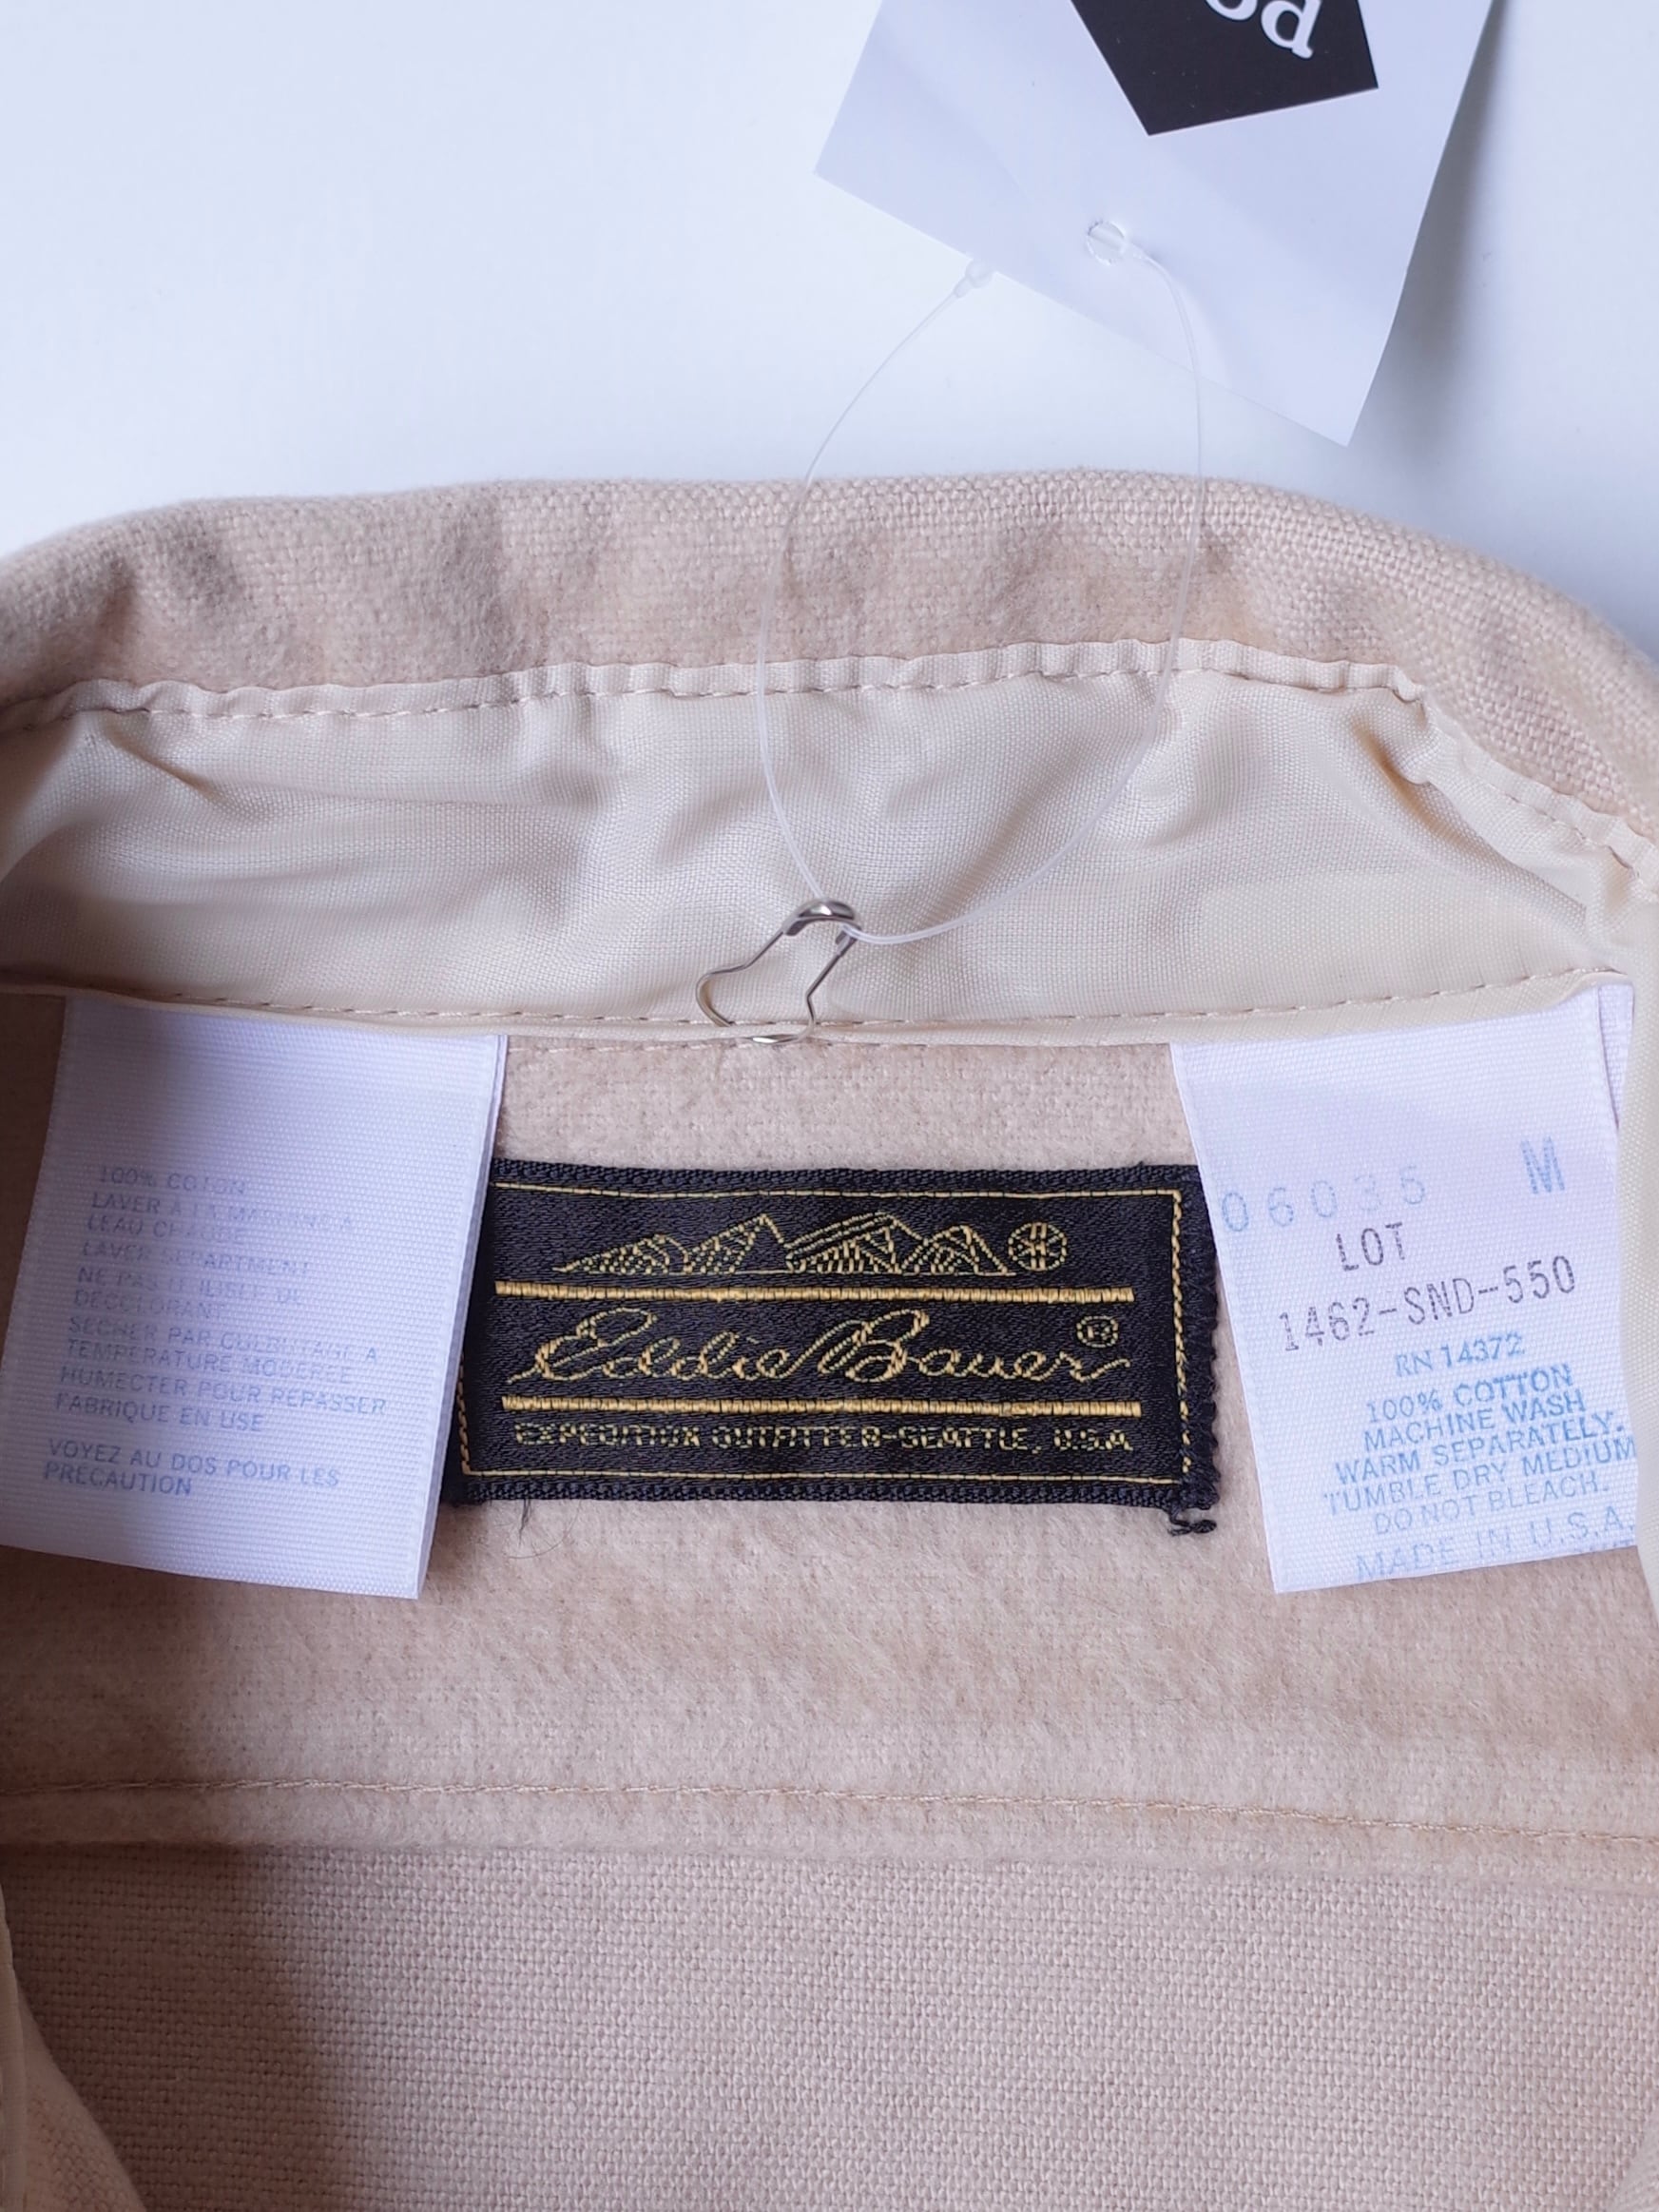 od
100% COTON
LAVER A LA MACHINE A
LEAU CHAUDE
LAVER SEPARTMENT
NE PAS UTILISER DE
DECOLORANT
SECHER PAR CULBUTAGE A
TEMPERATURE MODEREE
HUMECTER POUR REPASSER
FABRIQUE EN USE
VOYEZ AU DOS POUR LES
PRECAUTION
Eddie Bauer®
EXPEDITION OUTFITTER-SEATTLE, U.S.A
06035 M
LOT
1462-SND-550
RN 14372
100% COTTON
MACHINE WASH
WARM SEPARATELY.
TUMBLE DRY MEDIUM
DO NOT BLEACH.
MADE IN U.S.A.